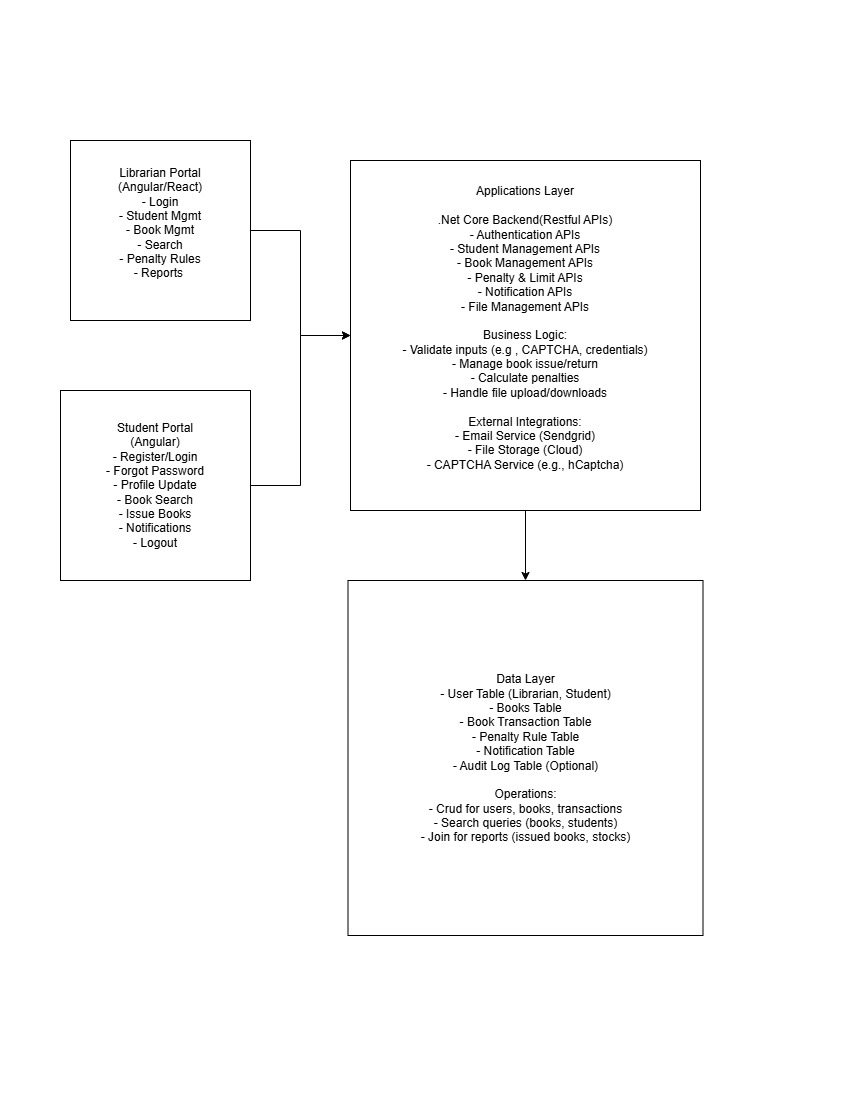 Librarian Portal
(Angular/React)
- Login
- Student Mgmt
- Book Mgmt
- Search
- Penalty Rules
- Reports
Student Portal
(Angular)
- Register/Login
- Forgot Password
- Profile Update
- Book Search
- Issue Books
- Notifications
- Logout
Applications Layer
.Net Core Backend(Restful APIs)
- Authentication APIs
- Student Management APIs
- Book Management APIs
- Penalty & Limit APIs
- Notification APIs
- File Management APIs
Business Logic:
- Validate inputs (e.g , CAPTCHA, credentials)
- Manage book issue/return
- Calculate penalties
- Handle file upload/downloads
External Integrations:
- Email Service (Sendgrid)
- File Storage (Cloud)
- CAPTCHA Service (e.g., hCaptcha)
Data Layer
- User Table (Librarian, Student)
- Books Table
- Book Transaction Table
- Penalty Rule Table
- Notification Table
- Audit Log Table (Optional)
Operations:
- Crud for users, books, transactions
- Search queries (books, students)
- Join for reports (issued books, stocks)